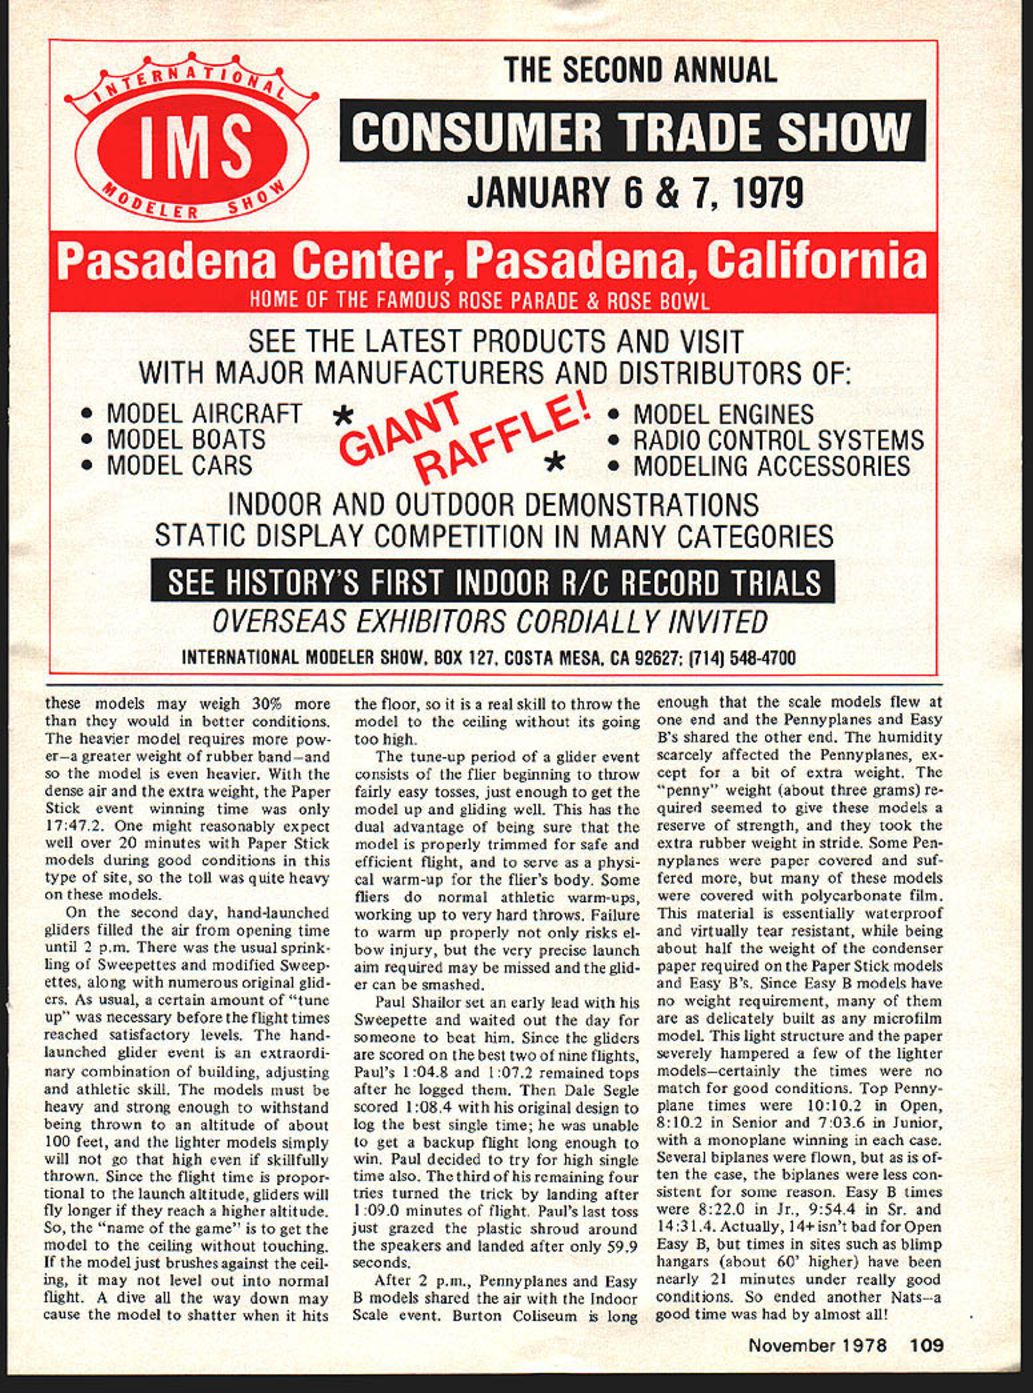 INTERNATIONAL
IMS
MODELER SHOW
THE SECOND ANNUAL
CONSUMER TRADE SHOW
JANUARY 6 & 7, 1979
Pasadena Center, Pasadena, California
HOME OF THE FAMOUS ROSE PARADE & ROSE BOWL
SEE THE LATEST PRODUCTS AND VISIT
WITH MAJOR MANUFACTURERS AND DISTRIBUTORS OF:
• MODEL AIRCRAFT
• MODEL BOATS
• MODEL CARS
* GIANT
RAFFLE! *
• MODEL ENGINES
• RADIO CONTROL SYSTEMS
• MODELING ACCESSORIES
INDOOR AND OUTDOOR DEMONSTRATIONS
STATIC DISPLAY COMPETITION IN MANY CATEGORIES
SEE HISTORY'S FIRST INDOOR R/C RECORD TRIALS
OVERSEAS EXHIBITORS CORDIALLY INVITED
INTERNATIONAL MODELER SHOW, BOX 127, COSTA MESA, CA 92627; (714) 548-4700
these models may weigh 30% more
than they would in better conditions.
The heavier model requires more pow-
er—a greater weight of rubber band—and
so the model is even heavier. With the
dense air and the extra weight, the Paper
Stick event winning time was only
17:47.2. One might reasonably expect
well over 20 minutes with Paper Stick
models during good conditions in this
type of site, so the toll was quite heavy
on these models.
On the second day, hand-launched
gliders filled the air from opening time
until 2 p.m. There was the usual sprink-
ling of Sweepettes and modified Sweep-
ettes, along with numerous original glid-
ers. As usual, a certain amount of "tune
up" was necessary before the flight times
reached satisfactory levels. The hand-
launched glider event is an extraordi-
nary combination of building, adjusting
and athletic skill. The models must be
heavy and strong enough to withstand
being thrown to an altitude of about
100 feet, and the lighter models simply
will not go that high even if skillfully
thrown. Since the flight time is propor-
tional to the launch altitude, gliders will
fly longer if they reach a higher altitude.
So, the "name of the game" is to get the
model to the ceiling without touching.
If the model just brushes against the ceil-
ing, it may not level out into normal
flight. A dive all the way down may
cause the model to shatter when it hits
the floor, so it is a real skill to throw the
model to the ceiling without its going
too high.
The tune-up period of a glider event
consists of the flier beginning to throw
fairly easy tosses, just enough to get the
model up and gliding well. This has the
dual advantage of being sure that the
model is properly trimmed for safe and
efficient flight, and to serve as a physi-
cal warm-up for the flier's body. Some
fliers do normal athletic warm-ups,
working up to very hard throws. Failure
to warm up properly not only risks el-
bow injury, but the very precise launch
aim required may be missed and the glid-
er can be smashed.
Paul Shailor set an early lead with his
Sweepette and waited out the day for
someone to beat him. Since the gliders
are scored on the best two of nine flights,
Paul's 1:04.8 and 1:07.2 remained tops
after he logged them. Then Dale Segle
scored 1:08.4 with his original design to
log the best single time; he was unable
to get a backup flight long enough to
win. Paul decided to try for high single
time also. The third of his remaining four
tries turned the trick by landing after
1:09.0 minutes of flight. Paul's last toss
just grazed the plastic shroud around
the speakers and landed after only 59.9
seconds.
After 2 p.m., Pennyplanes and Easy
B models shared the air with the Indoor
Scale event. Burton Coliseum is long
enough that the scale models flew at
one end and the Pennyplanes and Easy
B's shared the other end. The humidity
scarcely affected the Pennyplanes, ex-
cept for a bit of extra weight. The
"penny" weight (about three grams) re-
quired seemed to give these models a
reserve of strength, and they took the
extra rubber weight in stride. Some Pen-
nyplanes were paper covered and suf-
fered more, but many of these models
were covered with polycarbonate film.
This material is essentially waterproof
and virtually tear resistant, while being
about half the weight of the condenser
paper required on the Paper Stick models
and Easy B's. Since Easy B models have
no weight requirement, many of them
are as delicately built as any microfilm
model. This light structure and the paper
severely hampered a few of the lighter
models—certainly the times were no
match for good conditions. Top Penny-
plane times were 10:10.2 in Open,
8:10.2 in Senior and 7:03.6 in Junior,
with a monoplane winning in each case.
Several biplanes were flown, but as is of-
ten the case, the biplanes were less con-
sistent for some reason. Easy B times
were 8:22.0 in Jr., 9:54.4 in Sr. and
14:31.4. Actually, 14+ isn't bad for Open
Easy B, but times in sites such as blimp
hangars (about 60' higher) have been
nearly 21 minutes under really good
conditions. So ended another Nats—a
good time was had by almost all!
November 1978 109